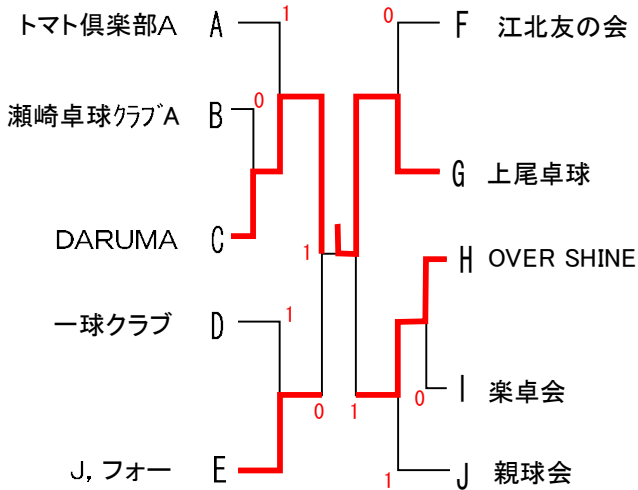 トマト倶楽部A A 1
瀬崎卓球クラブA B 0
DARUMA C
一球クラブ D 1
J,フォー E
1
0
0 F 江北友の会
G 上尾卓球
H OVER SHINE
I 楽卓会
0
1
J 親球会
1